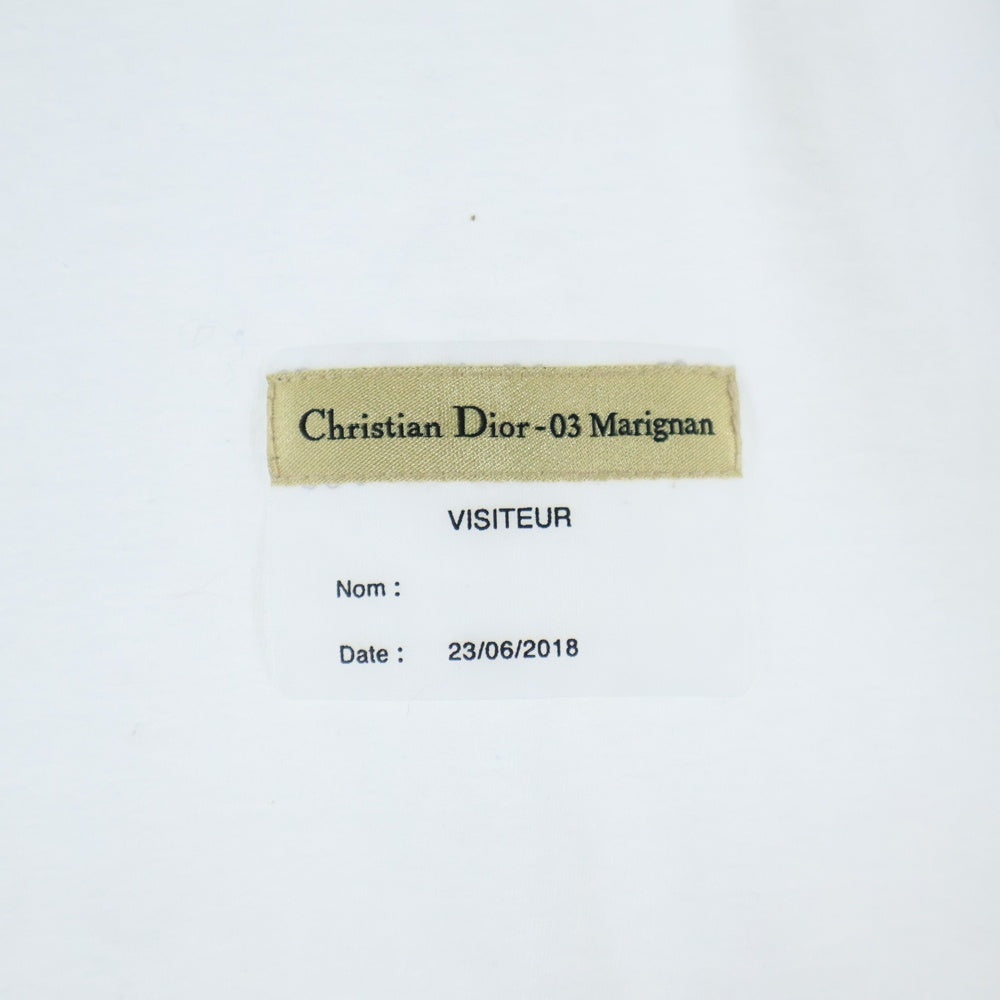 Christian Dior - 03 Marignan
VISITEUR
Nom :
Date : 23/06/2018